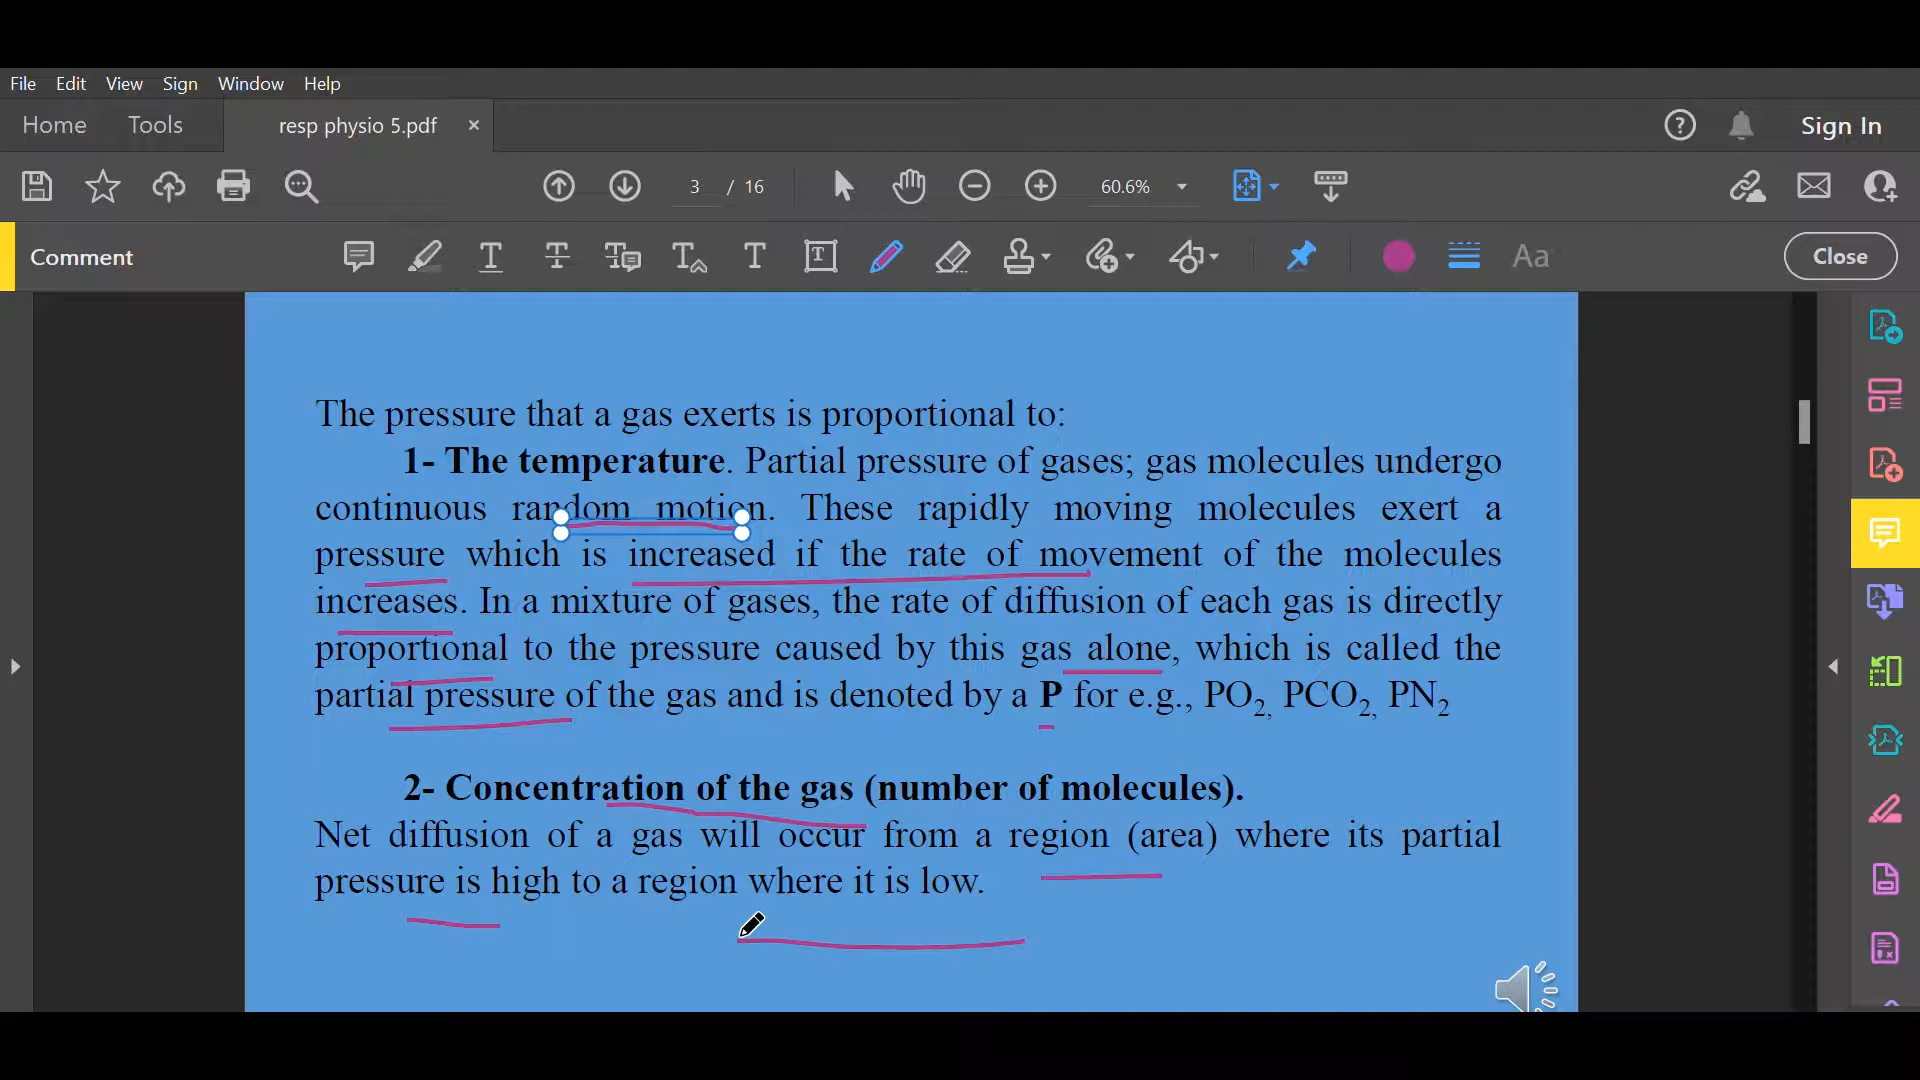 File Edit View Sign Window Help
Home Tools resp physio 5.pdf × Sign In
3 / 16 60.6%
Comment Aa Close
The pressure that a gas exerts is proportional to:
1- The temperature. Partial pressure of gases; gas molecules undergo
continuous random motion. These rapidly moving molecules exert a
pressure which is increased if the rate of movement of the molecules
increases. In a mixture of gases, the rate of diffusion of each gas is directly
proportional to the pressure caused by this gas alone, which is called the
partial pressure of the gas and is denoted by a P for e.g., PO₂, PCO₂, PN₂
2- Concentration of the gas (number of molecules).
Net diffusion of a gas will occur from a region (area) where its partial
pressure is high to a region where it is low.